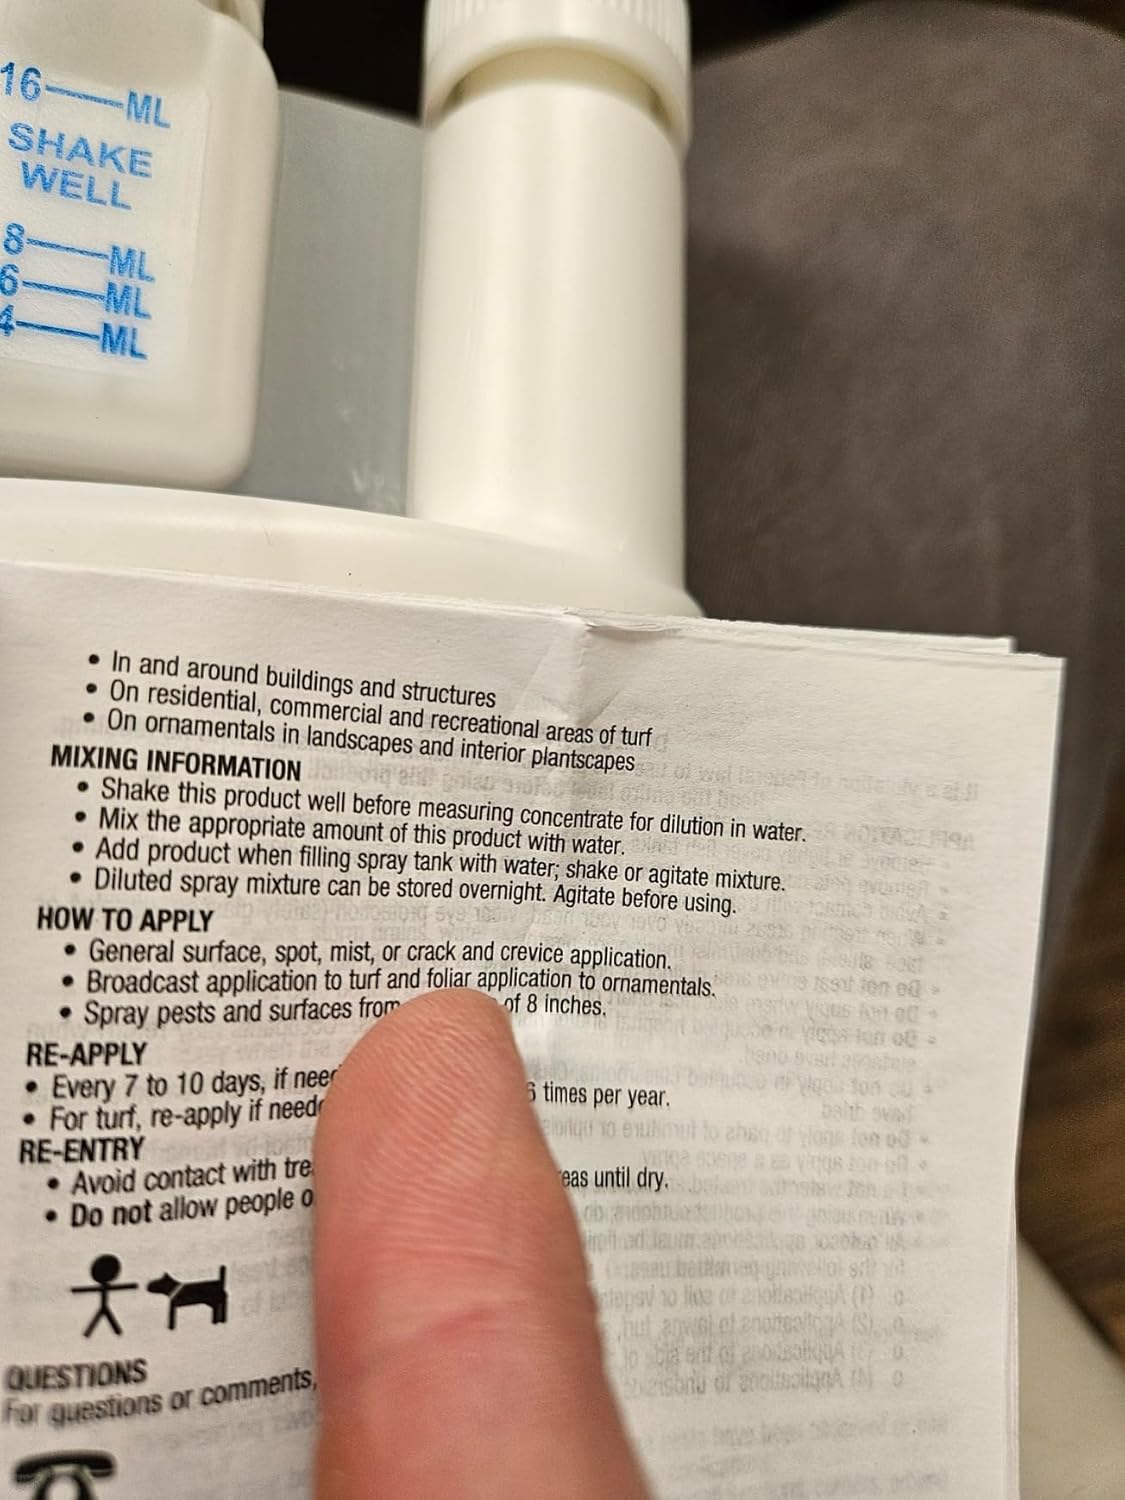 16 ML
SHAKE
WELL
8 ML
6 ML
4 ML
• In and around buildings and structures
• On residential, commercial and recreational areas of turf
• On ornamentals in landscapes and interior plantscapes
MIXING INFORMATION
• Shake this product well before measuring concentrate for dilution in water.
• Mix the appropriate amount of this product with water.
• Add product when filling spray tank with water; shake or agitate mixture.
• Diluted spray mixture can be stored overnight. Agitate before using.
HOW TO APPLY
• General surface, spot, mist, or crack and crevice application.
• Broadcast application to turf and foliar application to ornamentals.
• Spray pests and surfaces from of 8 inches.
RE-APPLY
• Every 7 to 10 days, if times per year.
• For turf, re-apply if
RE-ENTRY
• Avoid contact with until dry.
• Do not allow people
QUESTIONS
For questions or comments,